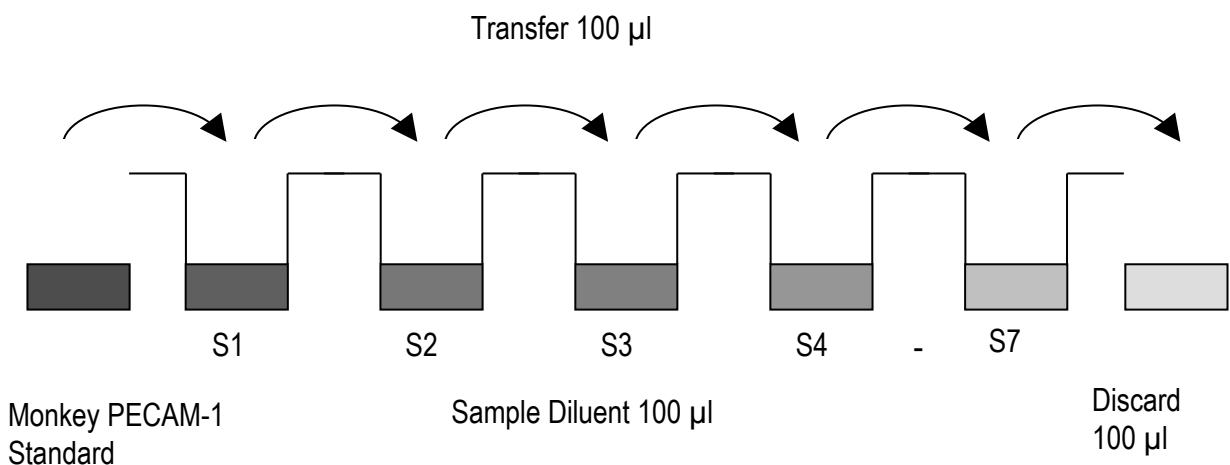 Transfer 100 µl
S1 S2 S3 S4 - S7
Monkey PECAM-1
Standard
Sample Diluent 100 µl
Discard
100 µl